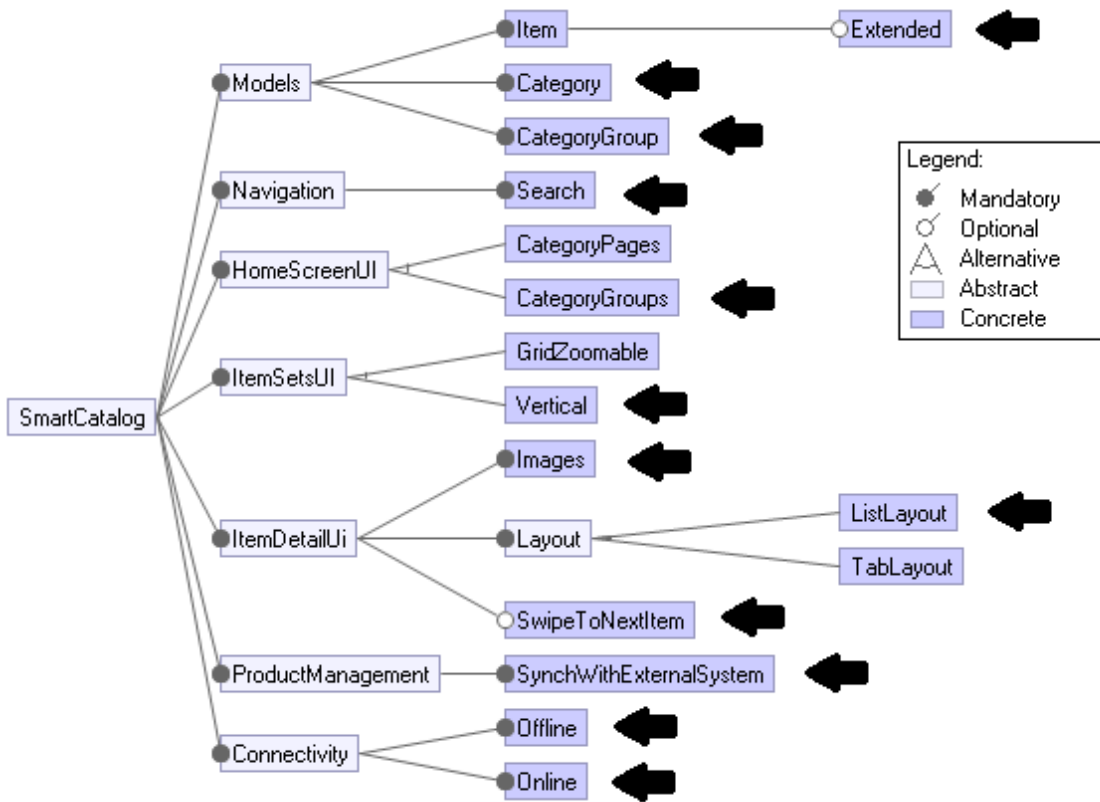 Item
Extended
Models
Category
CategoryGroup
Legend:
Mandatory
Optional
Alternative
Abstract
Concrete
Navigation
Search
CategoryPages
HomeScreenUI
CategoryGroups
GridZoomable
ItemSetsUI
Vertical
SmartCatalog
Images
ListLayout
ItemDetailUi
Layout
TabLayout
SwipeToNextItem
ProductManagement
SynchWithExternalSystem
Offline
Connectivity
Online